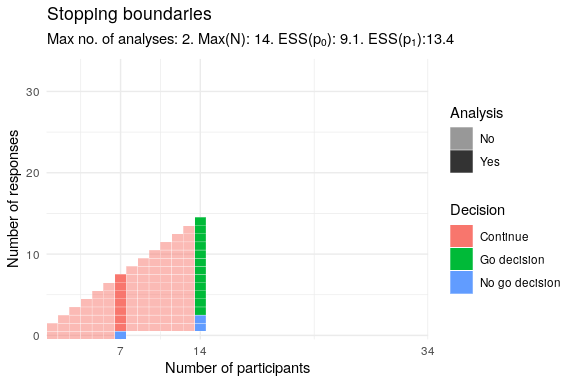 Stopping boundaries
Max no. of analyses: 2. Max(N): 14. ESS(p₀): 9.1. ESS(p₁):13.4
30
20
10
0
Number of responses
7
14
34
Number of participants
Analysis
No
Yes
Decision
Continue
Go decision
No go decision